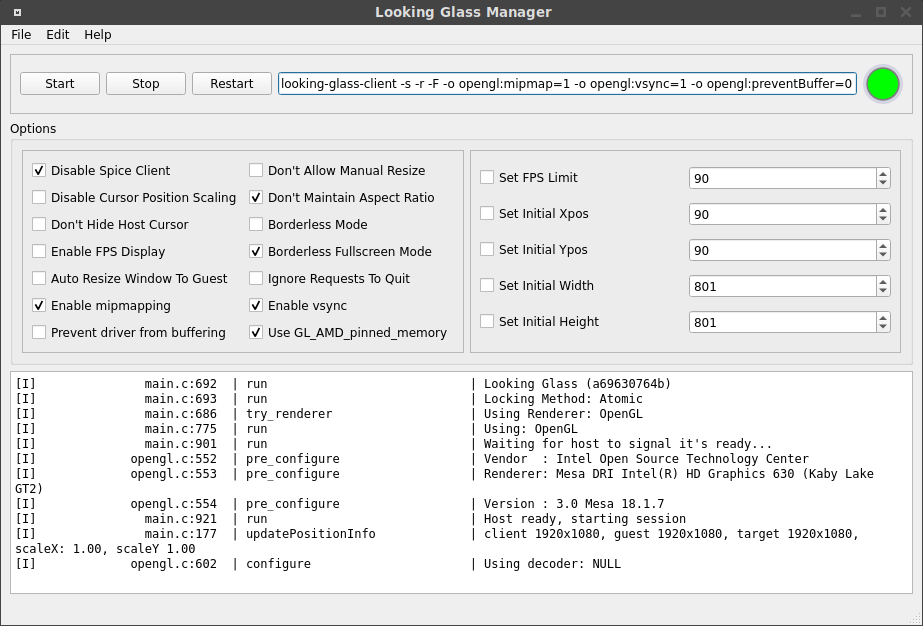 Looking Glass Manager
File Edit Help
Start Stop Restart looking-glass-client -s -r -F -o opengl:mipmap=1 -o opengl:vsync=1 -o opengl:preventBuffer=0
Options
Disable Spice Client Don't Allow Manual Resize Set FPS Limit 90
Disable Cursor Position Scaling Don't Maintain Aspect Ratio Set Initial Xpos 90
Don't Hide Host Cursor Borderless Mode Set Initial Ypos 90
Enable FPS Display Borderless Fullscreen Mode
Auto Resize Window To Guest Ignore Requests To Quit Set Initial Width 801
Enable mipmapping Enable vsync Set Initial Height 801
Prevent driver from buffering Use GL_AMD_pinned_memory
[I] main.c:692 | run | Looking Glass (a69630764b)
[I] main.c:693 | run | Locking Method: Atomic
[I] main.c:686 | try_renderer | Using Renderer: OpenGL
[I] main.c:775 | run | Using: OpenGL
[I] main.c:901 | run | Waiting for host to signal it's ready...
[I] opengl.c:552 | pre_configure | Vendor : Intel Open Source Technology Center
[I] opengl.c:553 | pre_configure | Renderer: Mesa DRI Intel(R) HD Graphics 630 (Kaby Lake
GT2)
[I] opengl.c:554 | pre_configure | Version : 3.0 Mesa 18.1.7
[I] main.c:921 | run | Host ready, starting session
[I] main.c:177 | updatePositionInfo | client 1920x1080, guest 1920x1080, target 1920x1080,
scaleX: 1.00, scaleY 1.00
[I] opengl.c:602 | configure | Using decoder: NULL